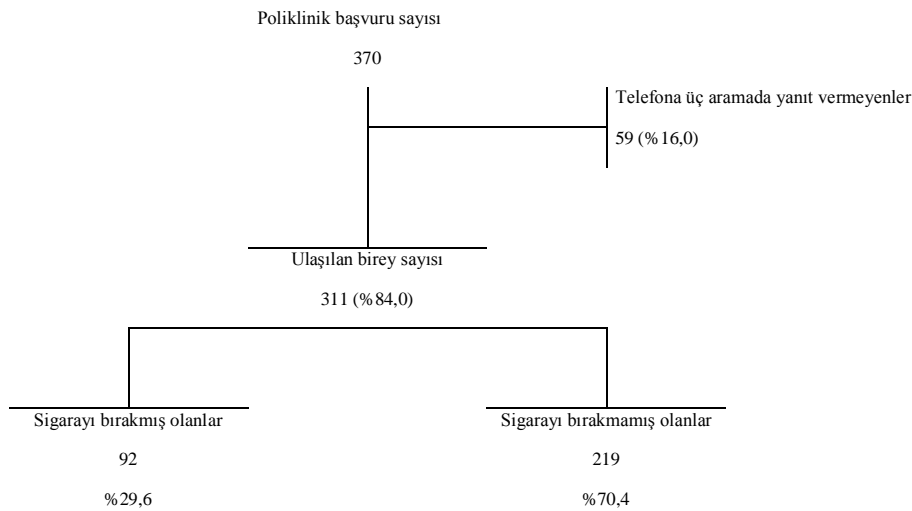 Poliklinik başvuru sayısı
370
Telefona üç aramada yanıt vermeyenler
59 (%16,0)
Ulaşılan birey sayısı
311 (%84,0)
Sigarayı bırakmış olanlar
92
%29,6
Sigarayı bırakmamış olanlar
219
%70,4